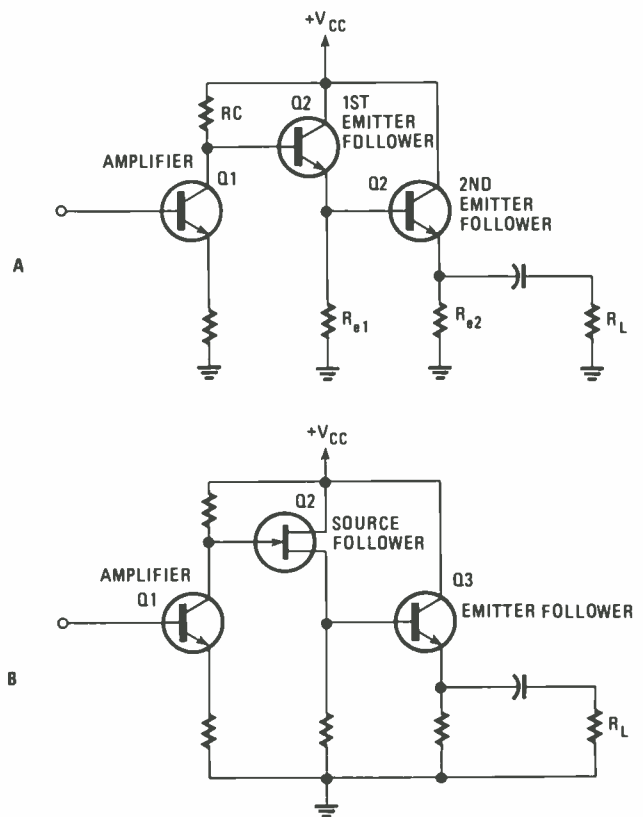 +VCC
RC
Q2
1ST
EMITTER
FOLLOWER
AMPLIFIER
Q1
Q2
2ND
EMITTER
FOLLOWER
A
Re1
Re2
RL
+VCC
Q2
SOURCE
FOLLOWER
AMPLIFIER
Q1
Q3
EMITTER FOLLOWER
B
RL